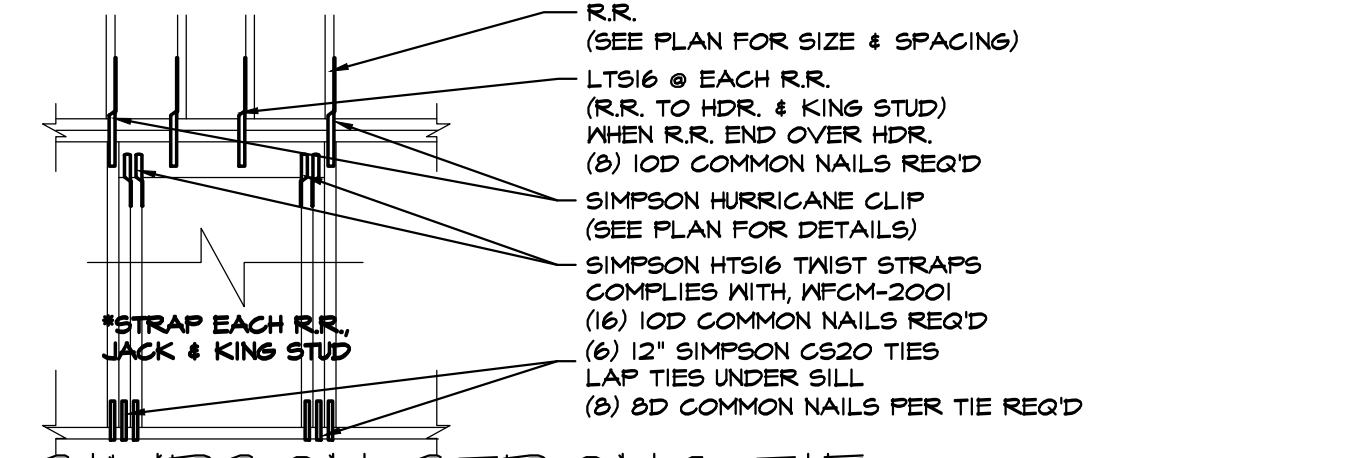 R.R.
(SEE PLAN FOR SIZE & SPACING)
LTS16 @ EACH R.R.
(R.R. TO HDR. & KING STUD)
WHEN R.R. END OVER HDR.
(8) 10D COMMON NAILS REQ'D
SIMPSON HURRICANE CLIP
(SEE PLAN FOR DETAILS)
SIMPSON HTS16 TWIST STRAPS
COMPLIES WITH, WFCM-2001
(16) 10D COMMON NAILS REQ'D
*STRAP EACH R.R.,
JACK & KING STUD
(6) 12" SIMPSON CS20 TIES
LAP TIES UNDER SILL
(8) 8D COMMON NAILS PER TIE REQ'D